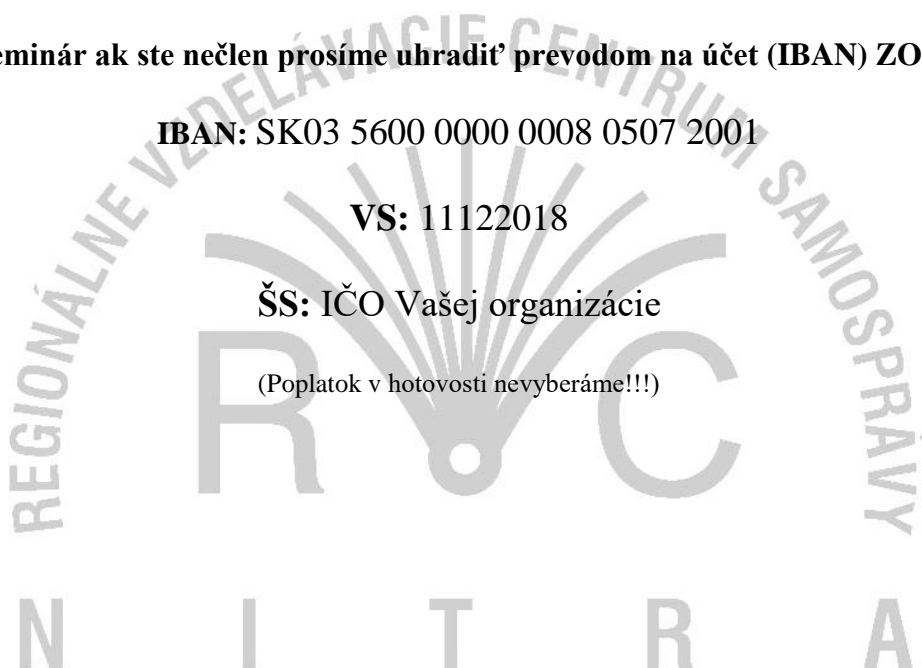 eminár ak ste nečlen prosíme uhradiť prevodom na účet (IBAN) ZO
IBAN: SK03 5600 0000 0008 0507 2001
VS: 11122018
ŠS: IČO Vašej organizácie
(Poplatok v hotovosti nevyberáme!!!)
REGIONÁLNE VZDELÁVACIE CENTRUM SAMOSPRÁVY
R C
N I T R A